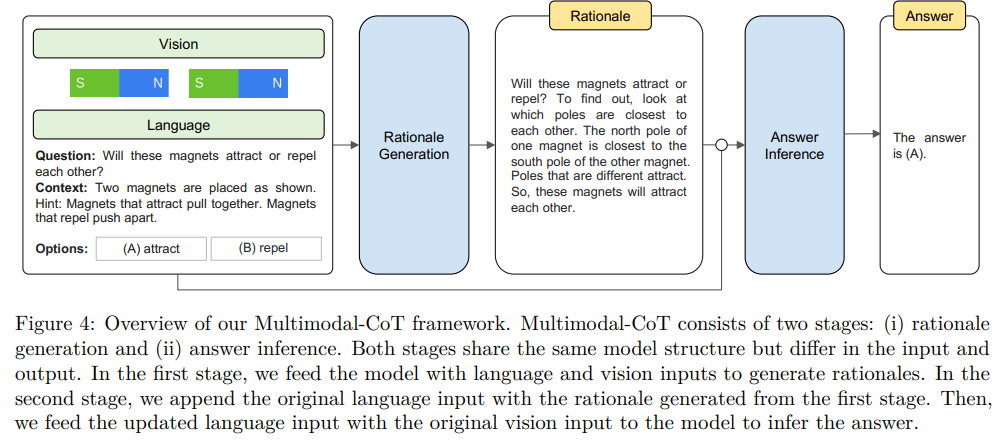 Vision
S N S N
Language
Question: Will these magnets attract or repel
each other?
Context: Two magnets are placed as shown.
Hint: Magnets that attract pull together. Magnets
that repel push apart.
Options: (A) attract (B) repel
Rationale
Generation
Rationale
Will these magnets attract or
repel? To find out, look at
which poles are closest to
each other. The north pole of
one magnet is closest to the
south pole of the other magnet.
Poles that are different attract.
So, these magnets will attract
each other.
Answer
Inference
Answer
The answer
is (A).
Figure 4: Overview of our Multimodal-CoT framework. Multimodal-CoT consists of two stages: (i) rationale
generation and (ii) answer inference. Both stages share the same model structure but differ in the input and
output. In the first stage, we feed the model with language and vision inputs to generate rationales. In the
second stage, we append the original language input with the rationale generated from the first stage. Then,
we feed the updated language input with the original vision input to the model to infer the answer.